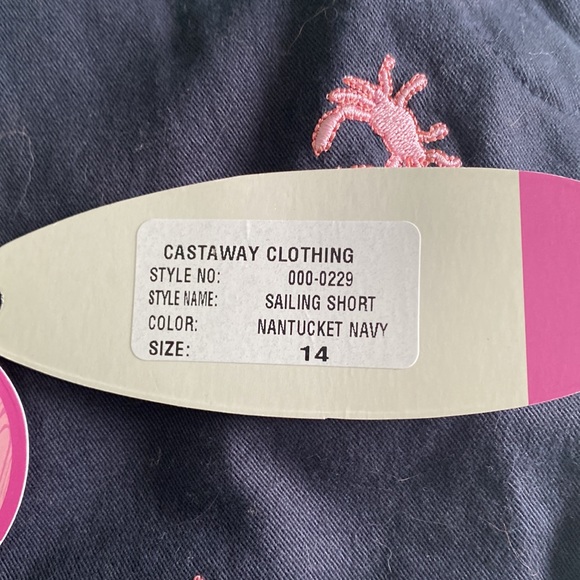 CASTAWAY CLOTHING
STYLE NO: 000-0229
STYLE NAME: SAILING SHORT
COLOR: NANTUCKET NAVY
SIZE: 14